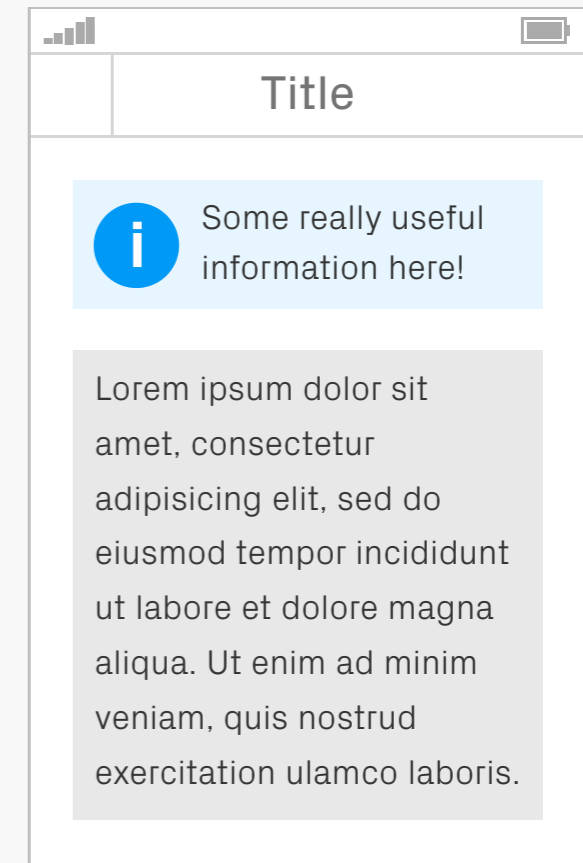 Title
i
Some really useful
information here!
Lorem ipsum dolor sit
amet, consectetur
adipisicing elit, sed do
eiusmod tempor incididunt
ut labore et dolore magna
aliqua. Ut enim ad minim
veniam, quis nostrud
exercitation ulamco laboris.